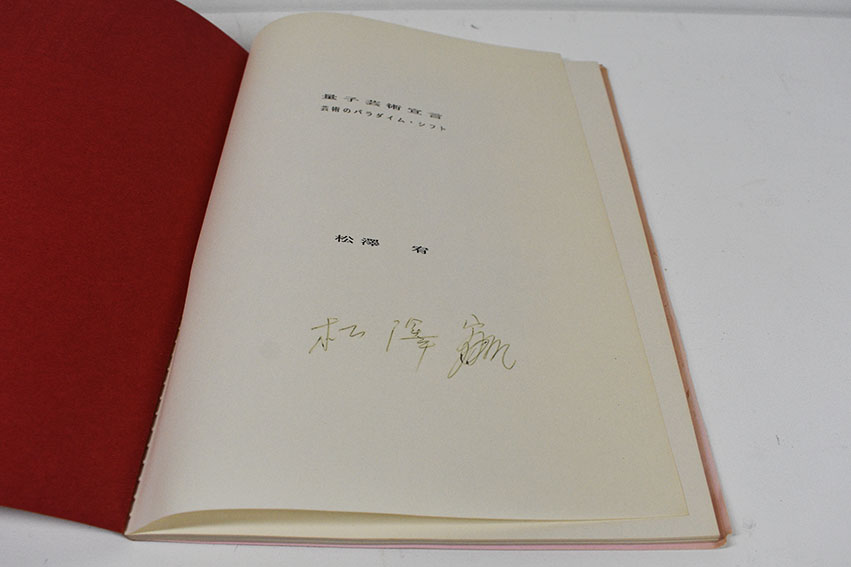 量子芸術宣言
芸術のパラダイム・シフト
松澤 宥
松澤